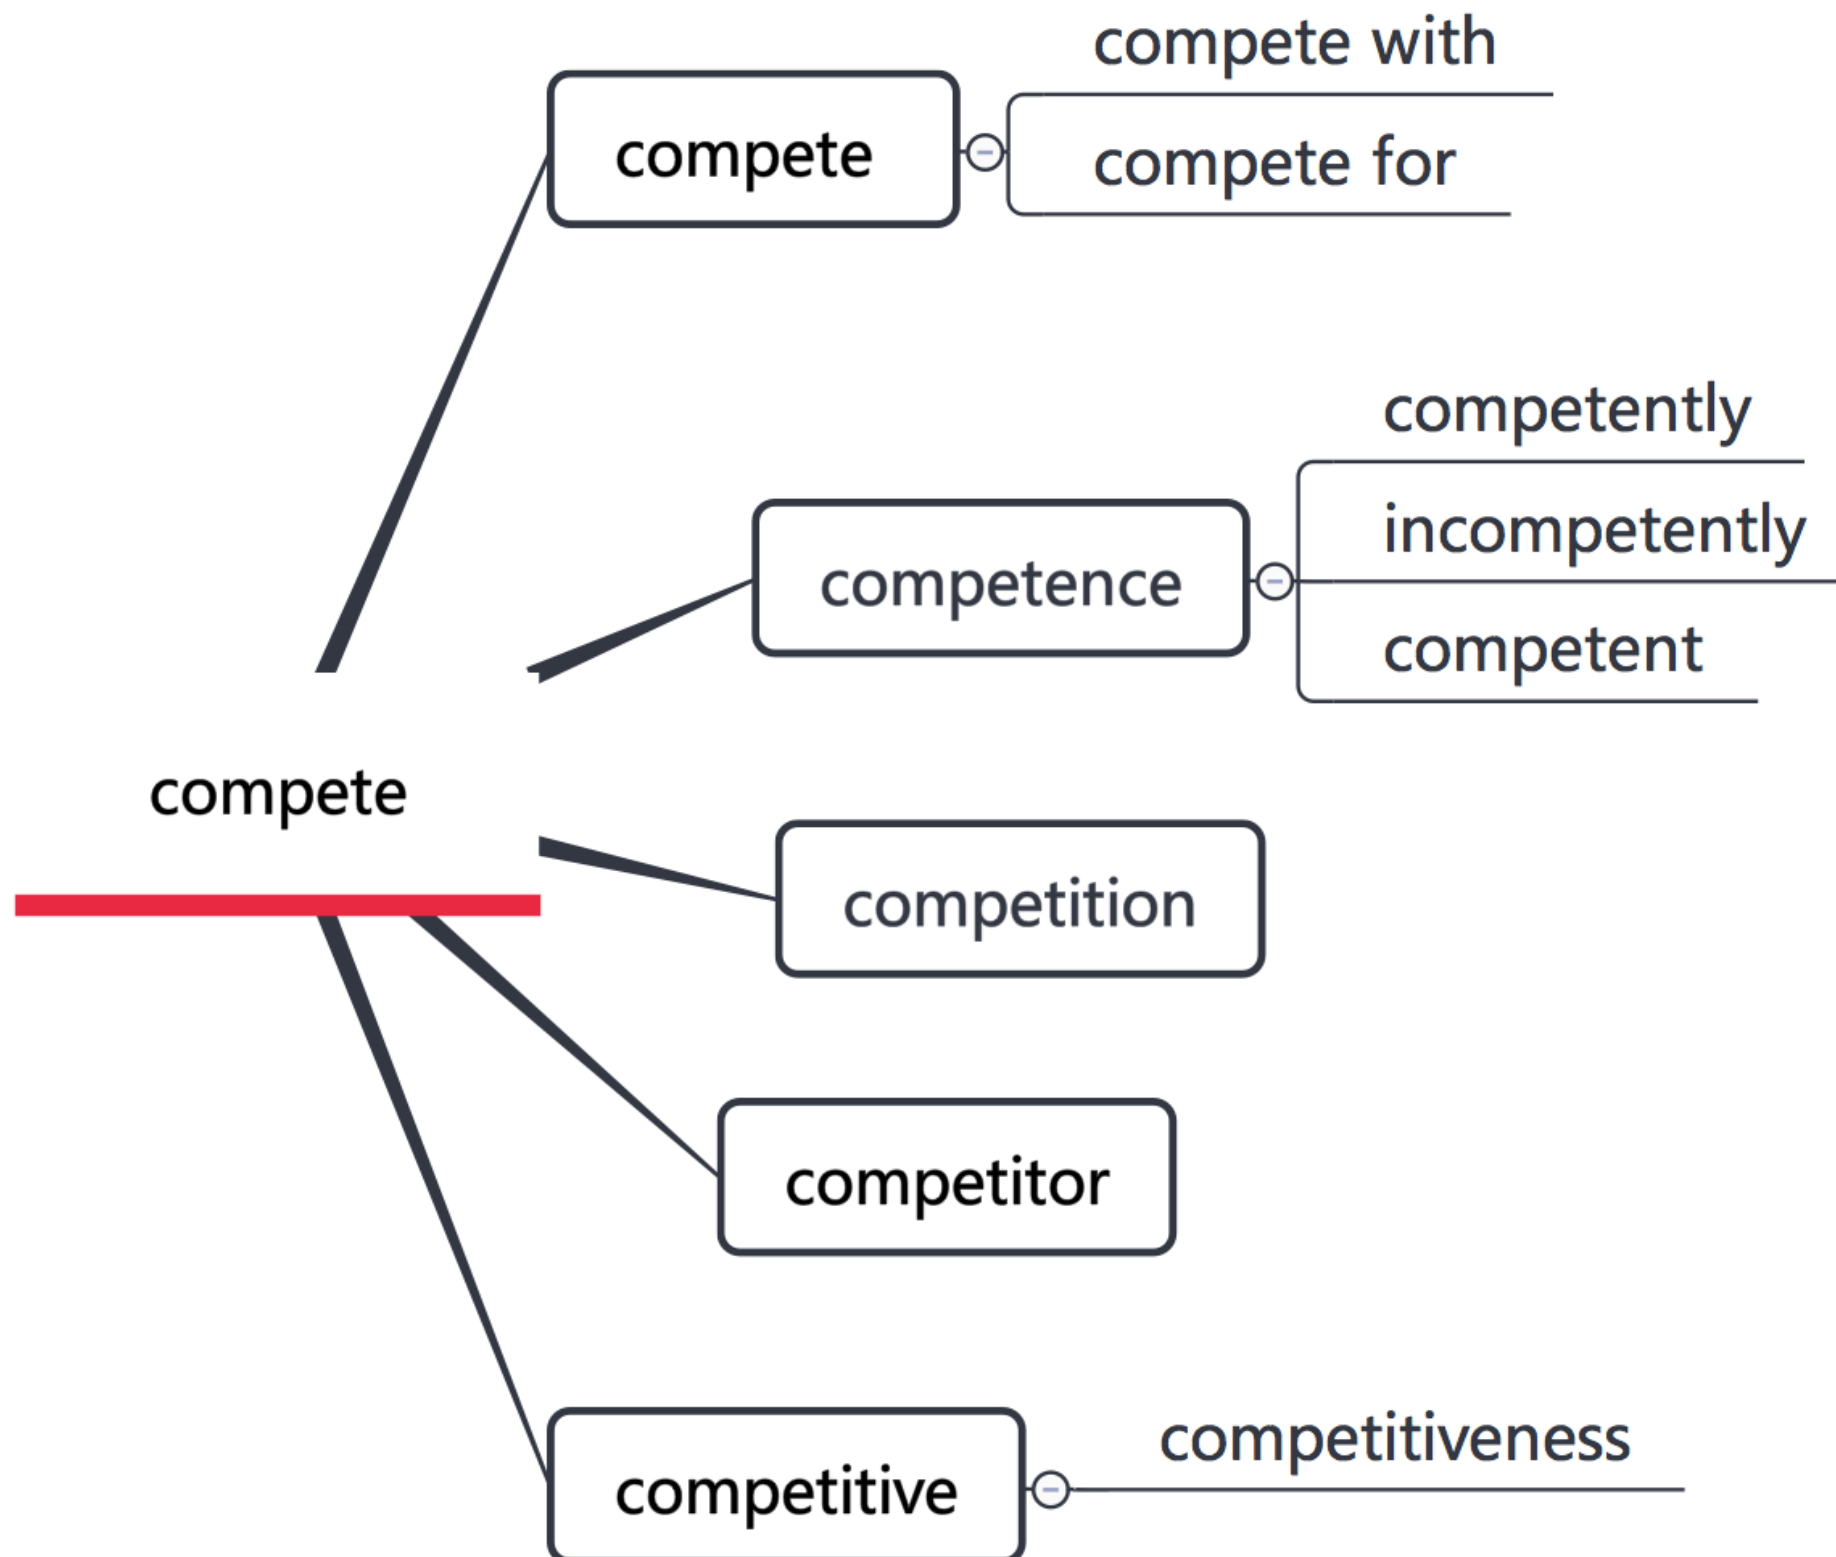 compete
compete
compete with
compete for
competence
competently
incompetently
competent
competition
competitor
competitive
competitiveness